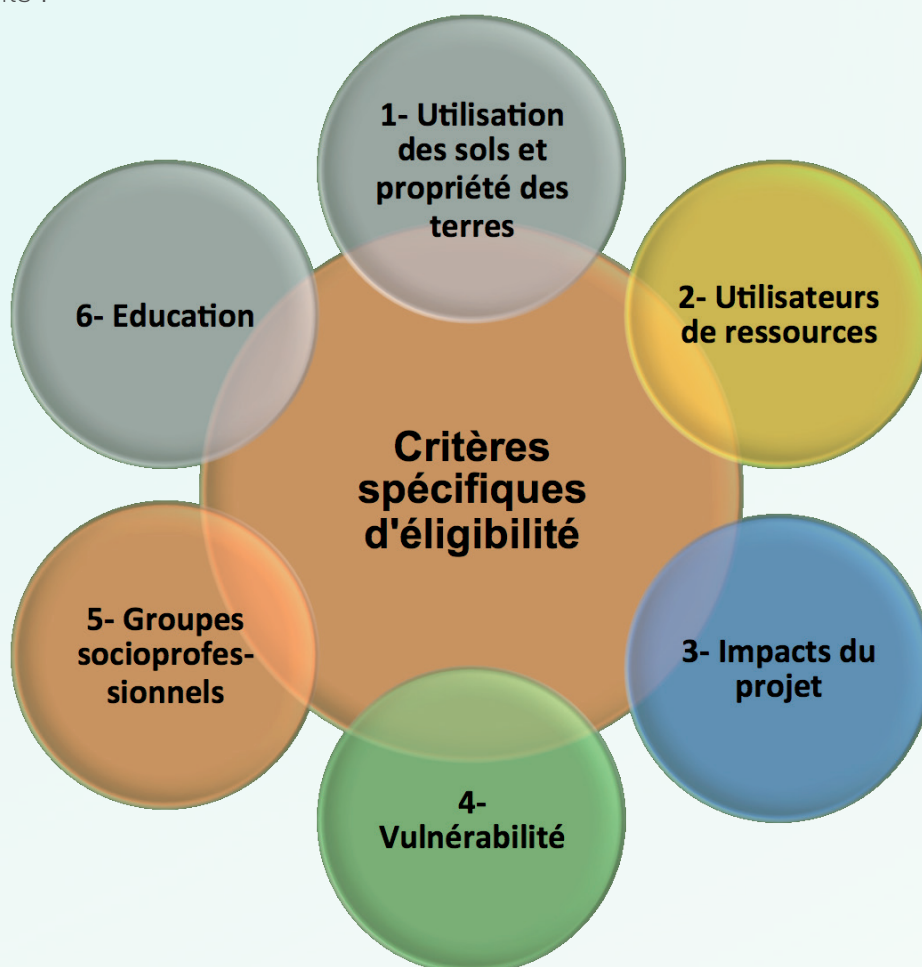 1- Utilisation
des sols et
propriété des
terres
2- Utilisateurs
de ressources
3- Impacts du
projet
4-
Vulnérabilité
5- Groupes
socioprofes-
sionnels
6- Education
Critères
spécifiques
d'éligibilité